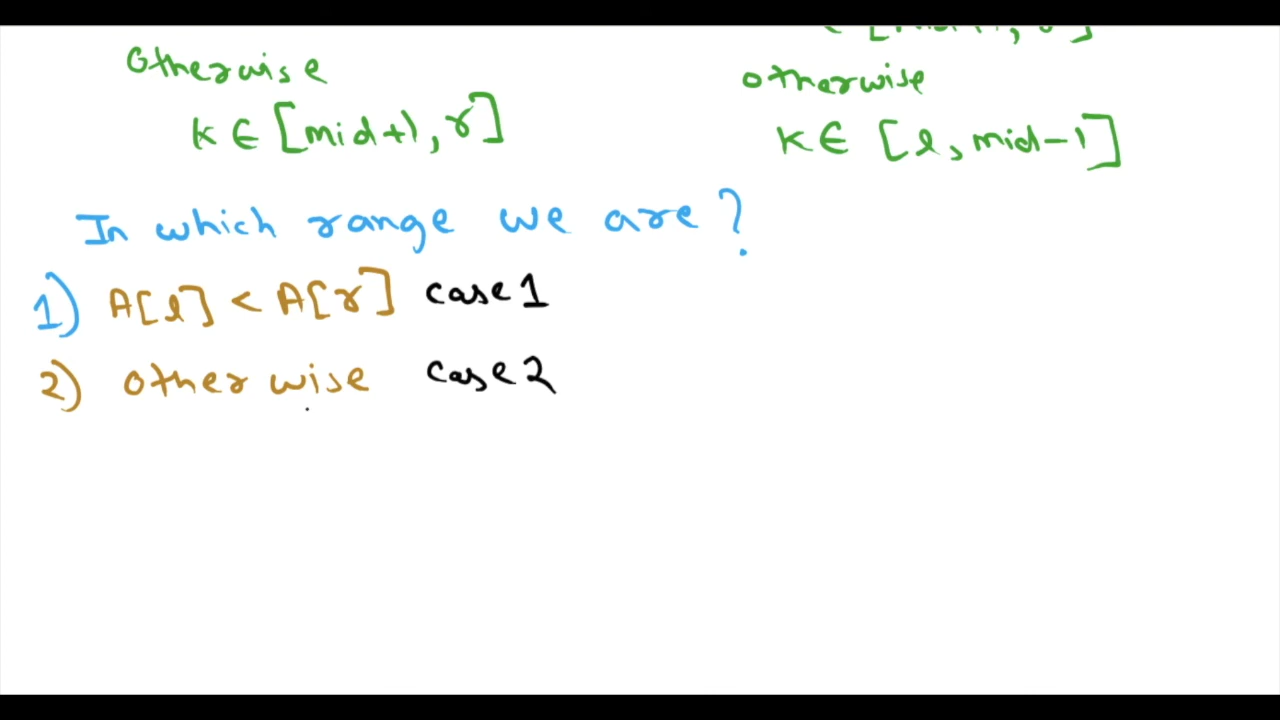 Otherwise
K ∈ [mid+1, r]
otherwise
K ∈ [l, mid-1]
In which range we are?
1) A[l] < A[r] case 1
2) otherwise case 2